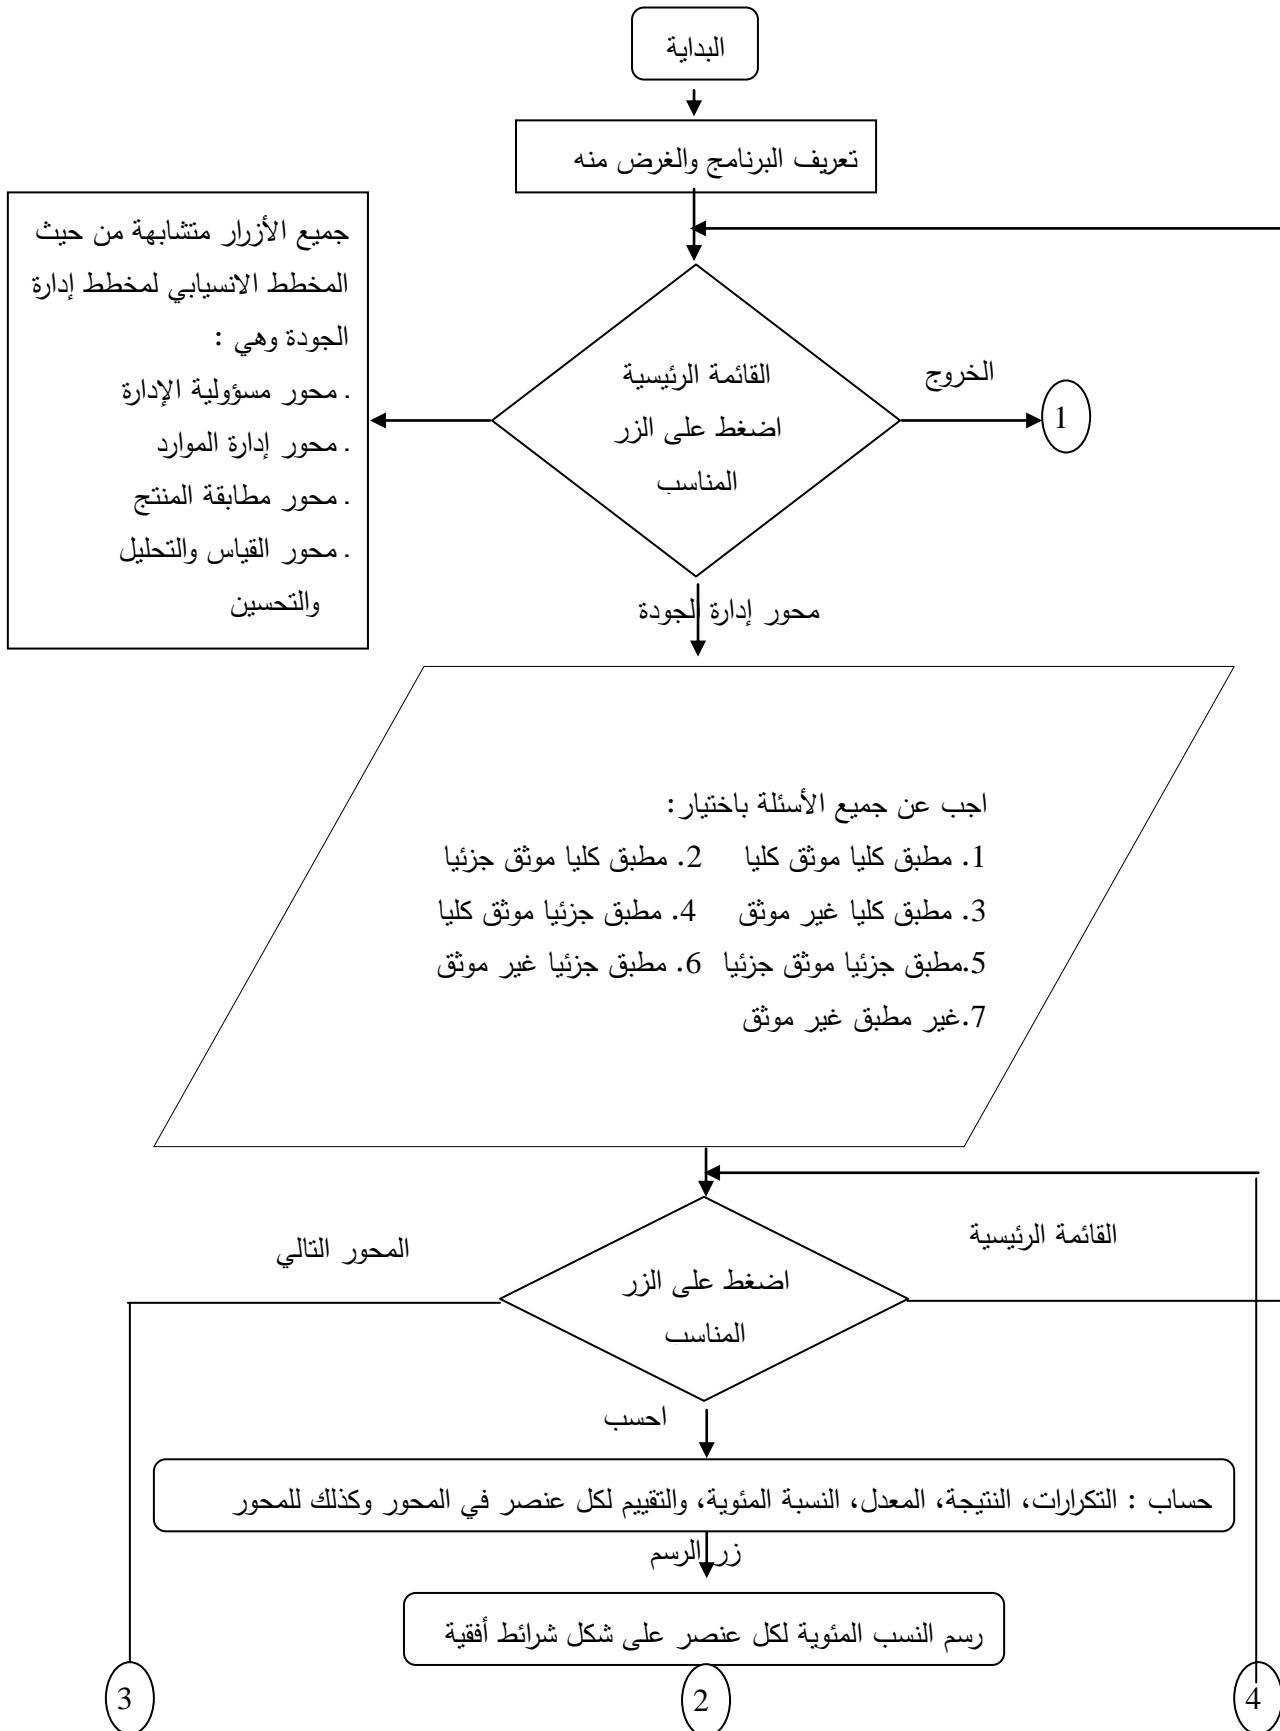 البداية
تعريف البرنامج والغرض منه
جميع الأزرار متشابهة من حيث
المخطط الانسيابي لمخطط إدارة
الجودة وهي :
. محور مسؤولية الإدارة
. محور إدارة الموارد
. محور مطابقة المنتج
. محور القياس والتحليل
والتحسين
القائمة الرئيسية
اضغط على الزر
المناسب
الخروج
1
محور إدارة الجودة
اجب عن جميع الأسئلة باختيار :
1. مطبق كليا موثق كليا 2. مطبق كليا موثق جزئيا
3. مطبق كليا غير موثق 4. مطبق جزئيا موثق كليا
5.مطبق جزئيا موثق جزئيا 6. مطبق جزئيا غير موثق
7.غير مطبق غير موثق
القائمة الرئيسية
المحور التالي
اضغط على الزر
المناسب
احسب
حساب : التكرارات، النتيجة، المعدل، النسبة المئوية، والتقييم لكل عنصر في المحور وكذلك للمحور
زر الرسم
رسم النسب المئوية لكل عنصر على شكل شرائط أفقية
3
2
4